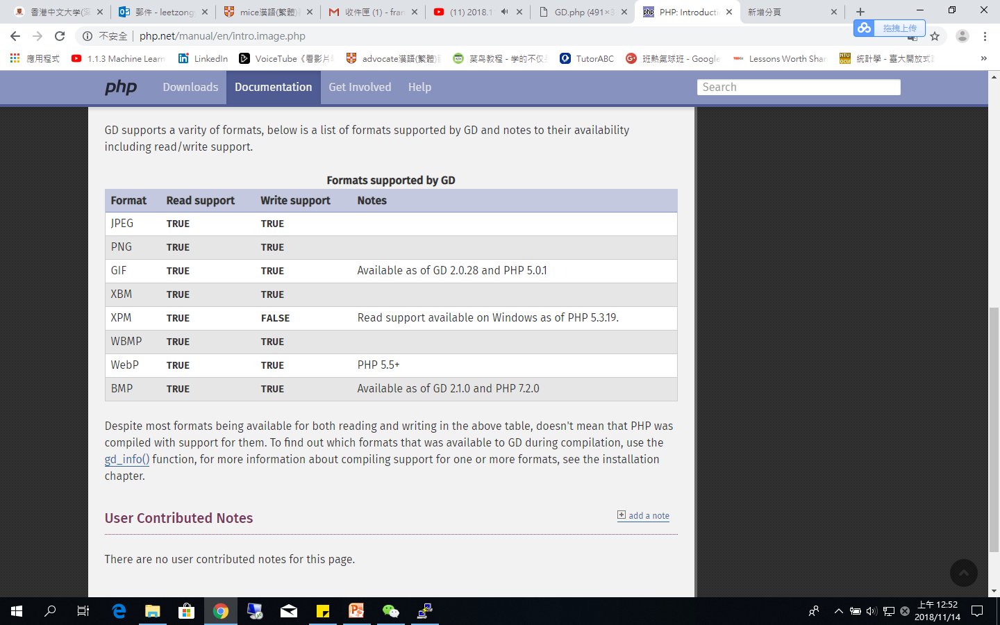 香港中文大學(深
郵件 - leetzong
mice漢語(繁體)
收件匣 (1) - fran
(11) 2018.1
GD.php (491×3
PHP: Introducti
新增分頁
不安全 | php.net/manual/en/intro.image.php
拖拽上传
應用程式
1.1.3 Machine Learn
LinkedIn
VoiceTube《看影片學
advocate漢語(繁體)
菜鸟教程 - 学的不仅是
TutorABC
班熱氣球班 - Google
Lessons Worth Shar
統計學 - 臺大開放式
»
php
Downloads
Documentation
Get Involved
Help
Search
GD supports a varity of formats, below is a list of formats supported by GD and notes to their availability
including read/write support.
Formats supported by GD
Format Read support Write support Notes
JPEG TRUE TRUE
PNG TRUE TRUE
GIF TRUE TRUE Available as of GD 2.0.28 and PHP 5.0.1
XBM TRUE TRUE
XPM TRUE FALSE Read support available on Windows as of PHP 5.3.19.
WBMP TRUE TRUE
WebP TRUE TRUE PHP 5.5+
BMP TRUE TRUE Available as of GD 2.1.0 and PHP 7.2.0
Despite most formats being available for both reading and writing in the above table, doesn't mean that PHP was
compiled with support for them. To find out which formats that was available to GD during compilation, use the
gd_info() function, for more information about compiling support for one or more formats, see the installation
chapter.
User Contributed Notes
add a note
There are no user contributed notes for this page.
上午 12:52
2018/11/14